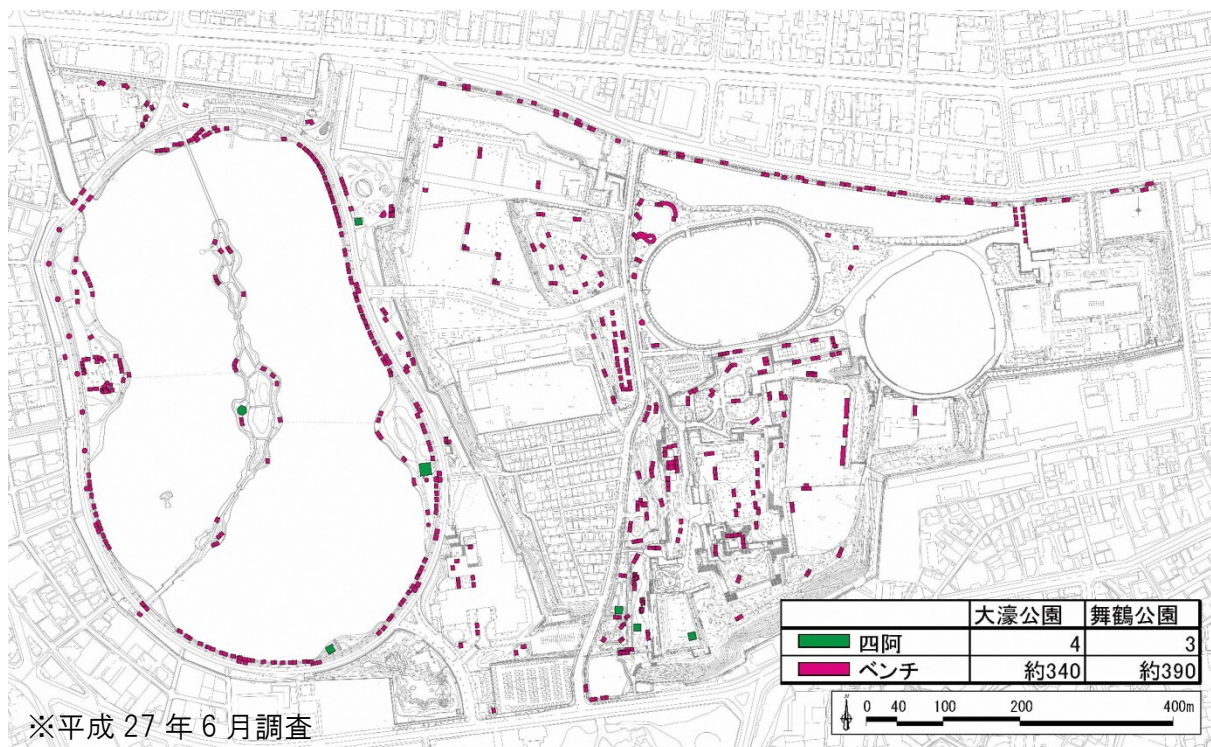 大濠公園 舞鶴公園
四阿 4 3
ベンチ 約340 約390
0 40 100 200 400m
※平成 27 年 6 月調査